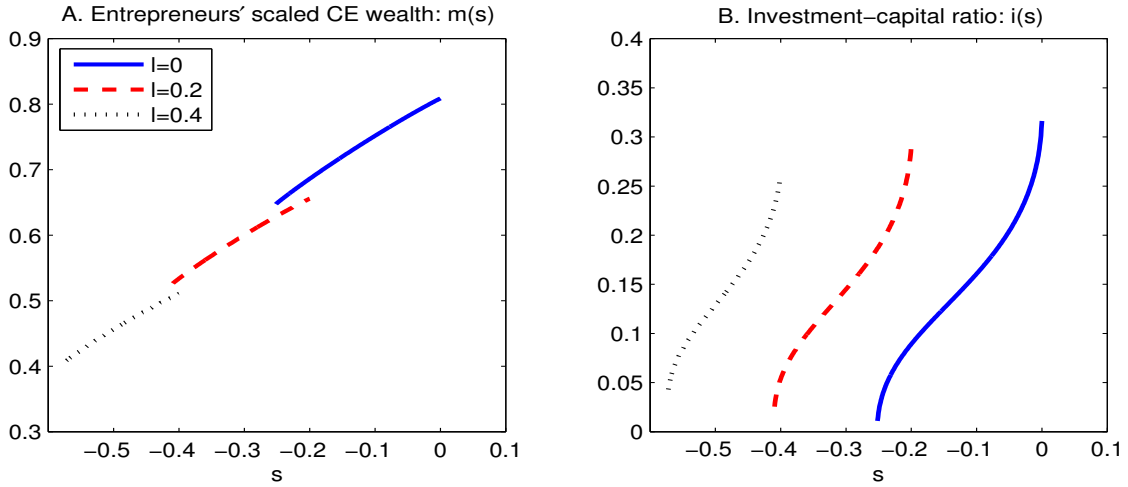 A. Entrepreneurs′ scaled CE wealth: m(s)
0.9
0.8
0.7
0.6
0.5
0.4
0.3
l=0
l=0.2
l=0.4
−0.5 −0.4 −0.3 −0.2 −0.1 0 0.1
s
B. Investment−capital ratio: i(s)
0.4
0.35
0.3
0.25
0.2
0.15
0.1
0.05
0
−0.5 −0.4 −0.3 −0.2 −0.1 0 0.1
s